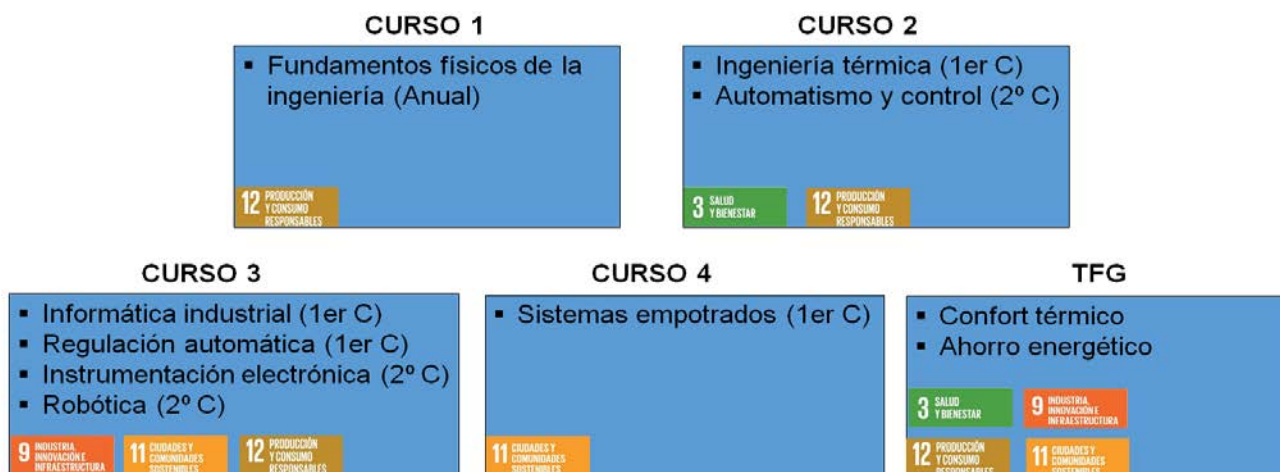 CURSO 1
▪ Fundamentos físicos de la
ingeniería (Anual)
12 PRODUCCIÓN
Y CONSUMO
RESPONSABLES
CURSO 2
▪ Ingeniería térmica (1er C)
▪ Automatismo y control (2º C)
3 SALUD
Y BIENESTAR
12 PRODUCCIÓN
Y CONSUMO
RESPONSABLES
CURSO 3
▪ Informática industrial (1er C)
▪ Regulación automática (1er C)
▪ Instrumentación electrónica (2º C)
▪ Robótica (2º C)
9 INDUSTRIA,
INNOVACIÓN E
INFRAESTRUCTURA
11 CIUDADES Y
COMUNIDADES
SOSTENIBLES
12 PRODUCCIÓN
Y CONSUMO
RESPONSABLES
CURSO 4
▪ Sistemas empotrados (1er C)
11 CIUDADES Y
COMUNIDADES
SOSTENIBLES
TFG
▪ Confort térmico
▪ Ahorro energético
3 SALUD
Y BIENESTAR
9 INDUSTRIA,
INNOVACIÓN E
INFRAESTRUCTURA
12 PRODUCCIÓN
Y CONSUMO
RESPONSABLES
11 CIUDADES Y
COMUNIDADES
SOSTENIBLES